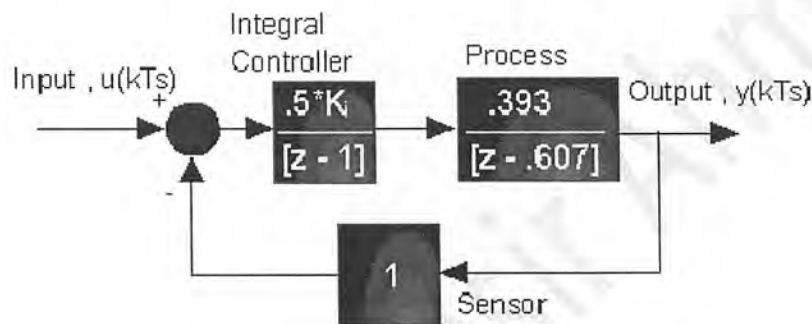 Integral
Controller
Process
Input , u(kTs)
Output , y(kTs)
+
.5*Ki
[z - 1]
.393
[z - .607]
-
1
Sensor